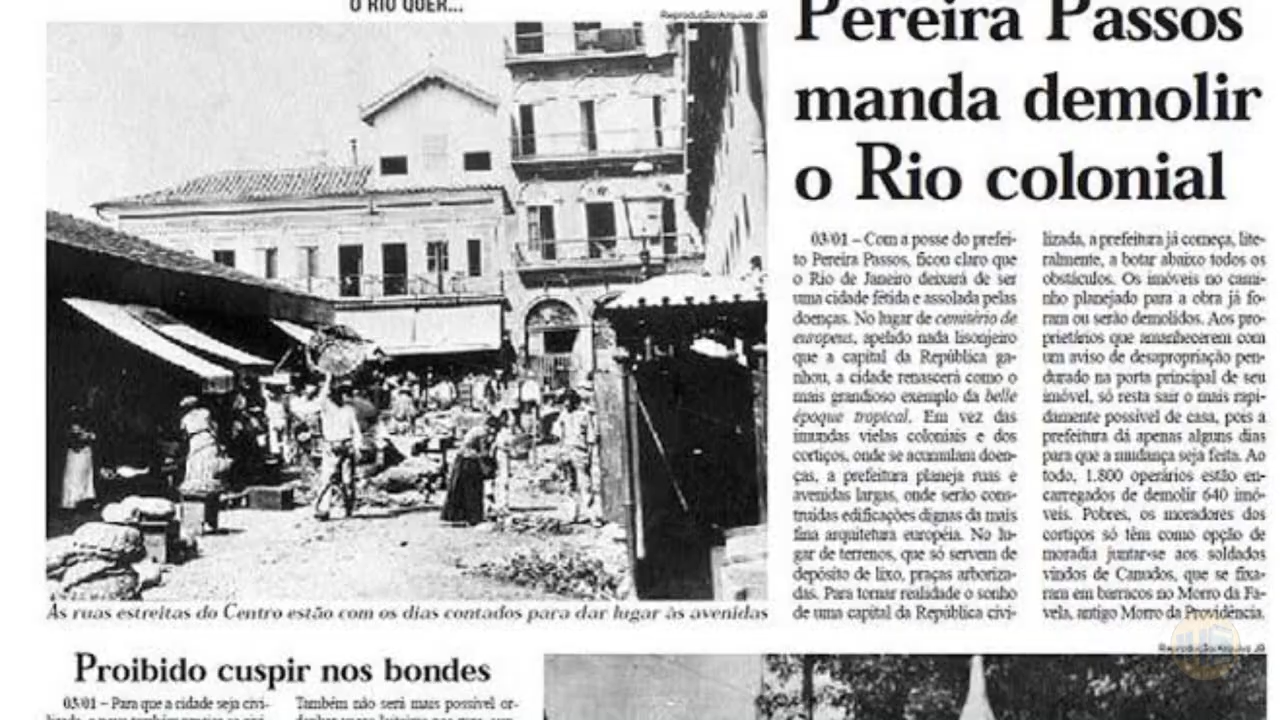 O RIO QUER...
Reprodução/Arquivo JB
Pereira Passos
manda demolir
o Rio colonial
03/01 – Com a posse do prefei-
to Pereira Passos, ficou claro que
o Rio de Janeiro deixará de ser
uma cidade fétida e assolada pelas
doenças. No lugar de cemitério de
europeus, apelido nada lisonjeiro
que a capital da República ga-
nhou, a cidade renascerá como o
mais grandioso exemplo da belle
époque tropical. Em vez das
imundas vielas coloniais e dos
cortiços, onde se acumulam doen-
ças, a prefeitura planeja ruas e
avenidas largas, onde serão cons-
truídas edificações dignas da mais
fina arquitetura européia. No lu-
gar de terrenos, que só servem de
depósito de lixo, praças arboriza-
das. Para tornar realidade o sonho
de uma capital da República civi-
lizada, a prefeitura já começa, lite-
ralmente, a botar abaixo todos os
obstáculos. Os imóveis no cami-
nho planejado para a obra já fo-
ram ou serão demolidos. Aos pro-
prietários que amanhecerem com
um aviso de desapropriação pen-
durado na porta principal de seu
imóvel, só resta sair o mais rapi-
damente possível de casa, pois a
prefeitura dá apenas alguns dias
para que a mudança seja feita. Ao
todo, 1.800 operários estão en-
carregados de demolir 640 imó-
veis. Pobres, os moradores dos
cortiços só têm como opção de
moradia juntar-se aos soldados
vindos de Canudos, que se fixa-
ram em barracos no Morro da Fa-
vela, antigo Morro da Providência.
As ruas estreitas do Centro estão com os dias contados para dar lugar às avenidas
Proibido cuspir nos bondes
03/01 – Para que a cidade seja civi-
Também não será mais possível or-
Reprodução/Arquivo JB